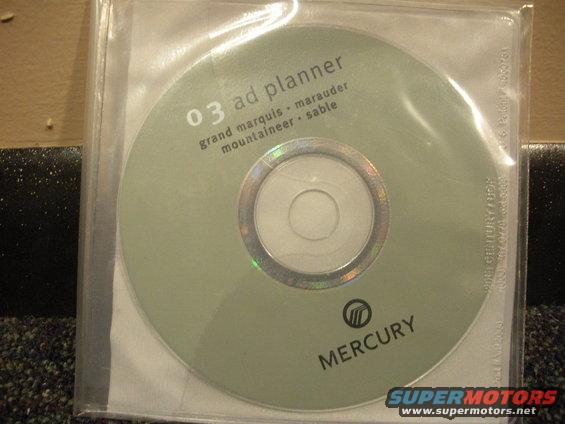 03 ad planner
grand marquis • marauder
mountaineer • sable
MERCURY
SUPERMOTORS
www.supermotors.net